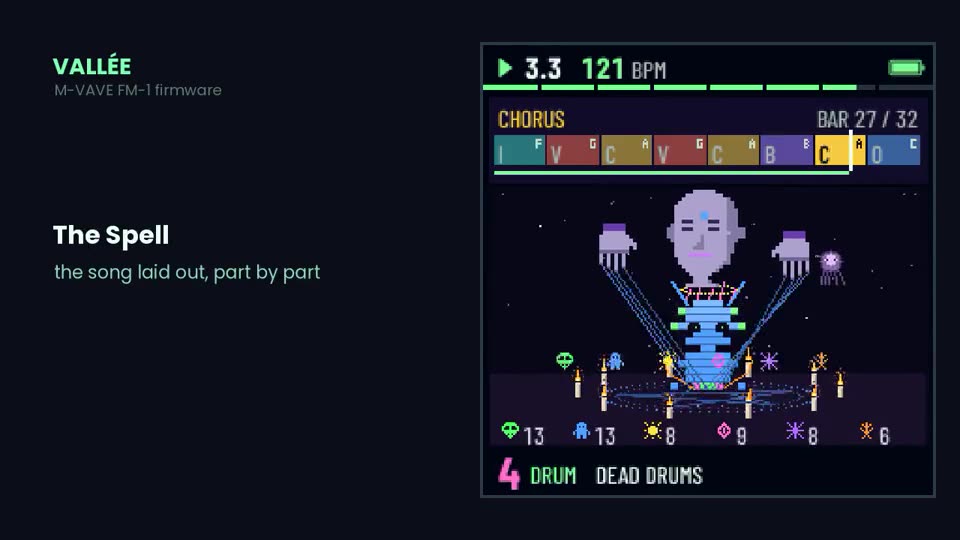 VALLÉE
M-VAVE FM-1 firmware
The Spell
the song laid out, part by part
3.3 121 BPM
CHORUS BAR 27 / 32
I F V G C A V G C A B B C A O C
13 13 8 9 8 6
4 DRUM DEAD DRUMS